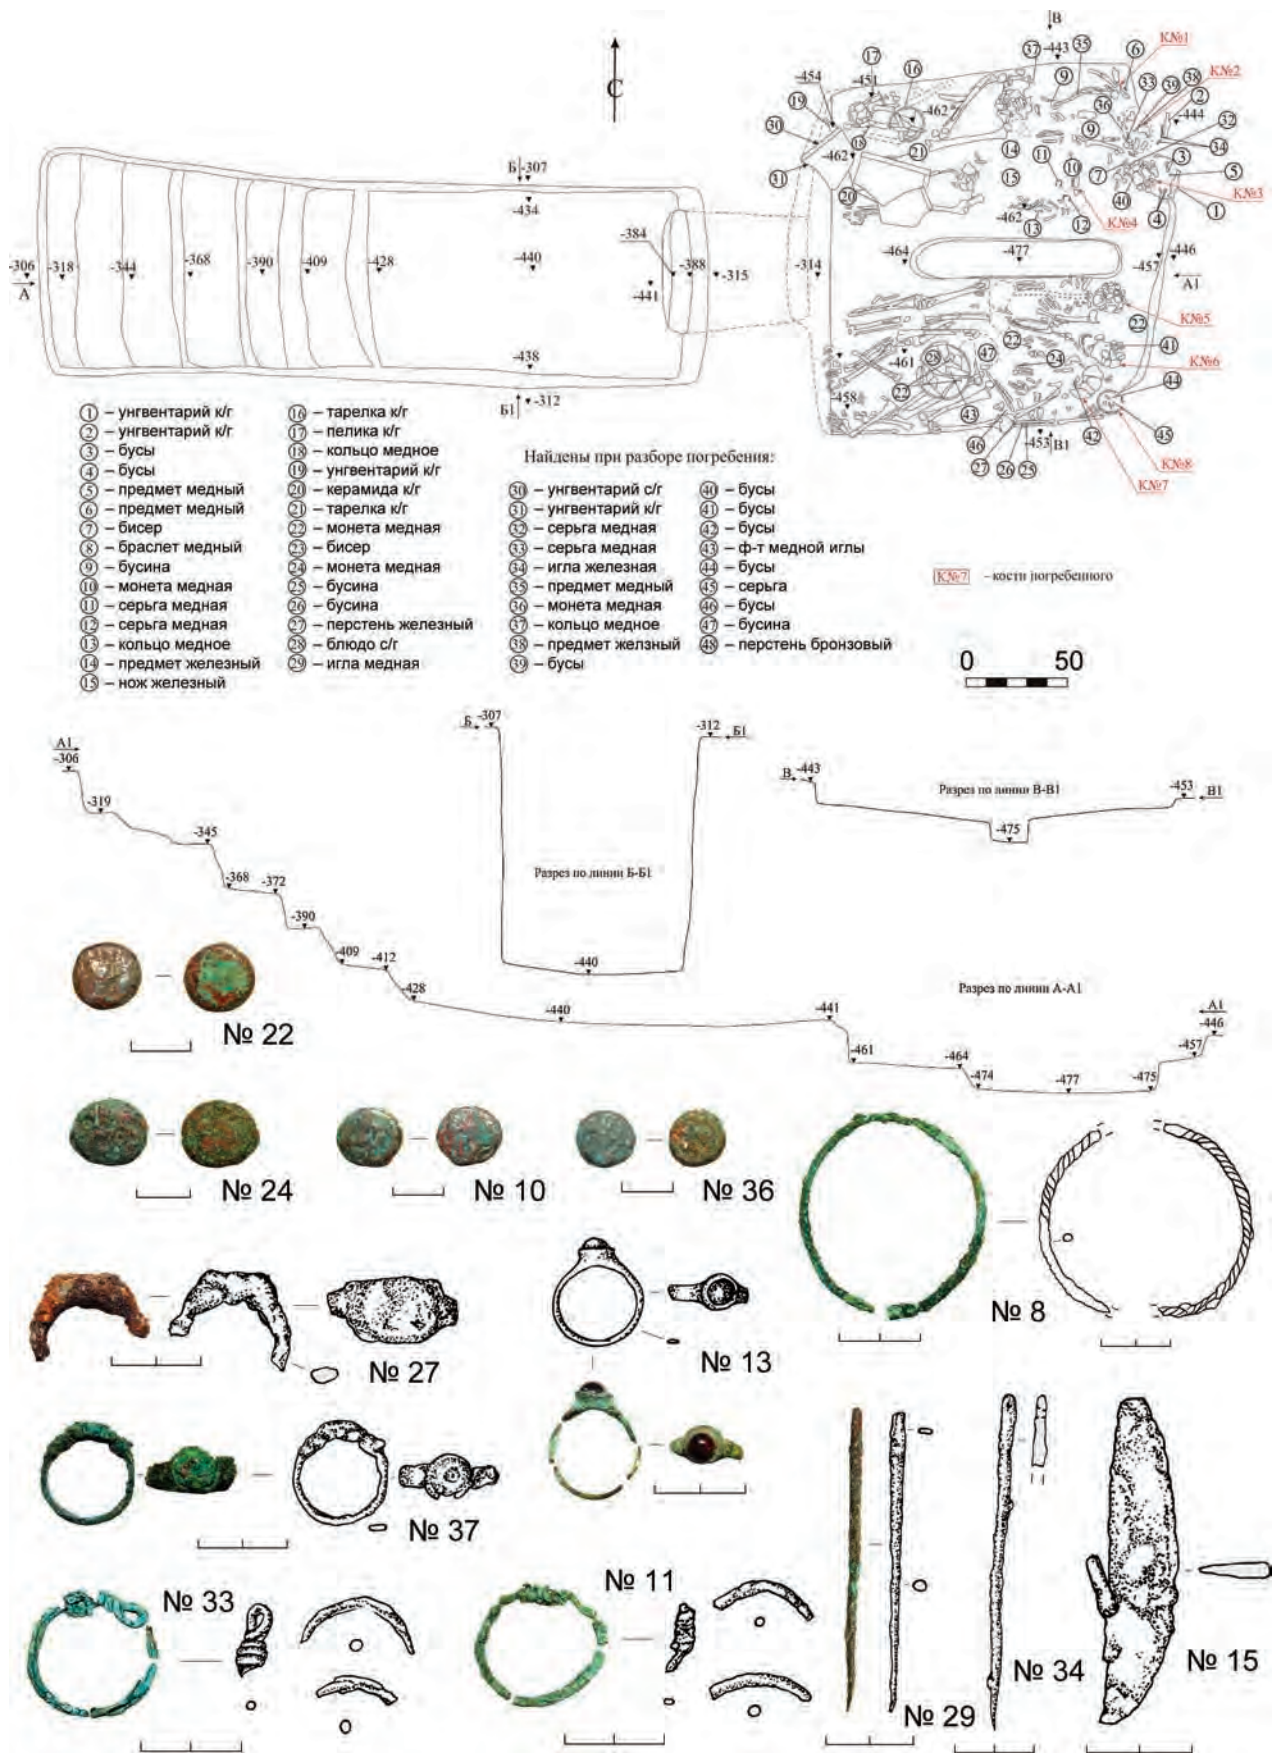 С
В
-443
К№1
К№2
К№3
К№4
К№5
К№6
К№7
К№8
-454
-451
-462
-462
-462
-444
-446
-457
А1
-464
-477
-461
-458
-453
В1
Б
-307
-434
-440
-384
-388
-315
-314
-441
-438
-312
Б1
-306
А
-318
-344
-368
-390
-409
-428
1 – унгвентарий к/г
2 – унгвентарий к/г
3 – бусы
4 – бусы
5 – предмет медный
6 – предмет медный
7 – бисер
8 – браслет медный
9 – бусина
10 – монета медная
11 – серьга медная
12 – серьга медная
13 – кольцо медное
14 – предмет железный
15 – нож железный
16 – тарелка к/г
17 – пелика к/г
18 – кольцо медное
19 – унгвентарий к/г
20 – керамида к/г
21 – тарелка к/г
22 – монета медная
23 – бисер
24 – монета медная
25 – бусина
26 – бусина
27 – перстень железный
28 – блюдо с/г
29 – игла медная
Найдены при разборе погребения:
30 – унгвентарий с/г
31 – унгвентарий к/г
32 – серьга медная
33 – серьга медная
34 – игла железная
35 – предмет медный
36 – монета медная
37 – кольцо медное
38 – предмет желзный
39 – бусы
40 – бусы
41 – бусы
42 – бусы
43 – ф-т медной иглы
44 – бусы
45 – серьга
46 – бусы
47 – бусина
48 – перстень бронзовый
К№7 – кости погребенного
0 50
Б -307
-312 Б1
-440
Разрез по линии Б-Б1
В -443
-453 В1
-475
Разрез по линии В-В1
А1
-306
-319
-345
-368
-372
-390
-409
-412
-428
-440
-441
-461
-464
-474
-477
-475
-457
-446
А1
Разрез по линии А-А1
№ 22
№ 24
№ 10
№ 36
№ 8
№ 27
№ 13
№ 37
№ 33
№ 11
№ 29
№ 34
№ 15